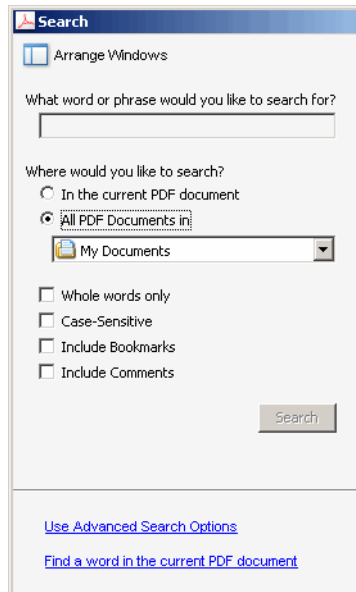 Search
Arrange Windows
What word or phrase would you like to search for?
Where would you like to search?
In the current PDF document
All PDF Documents in
My Documents
Whole words only
Case-Sensitive
Include Bookmarks
Include Comments
Search
Use Advanced Search Options
Find a word in the current PDF document